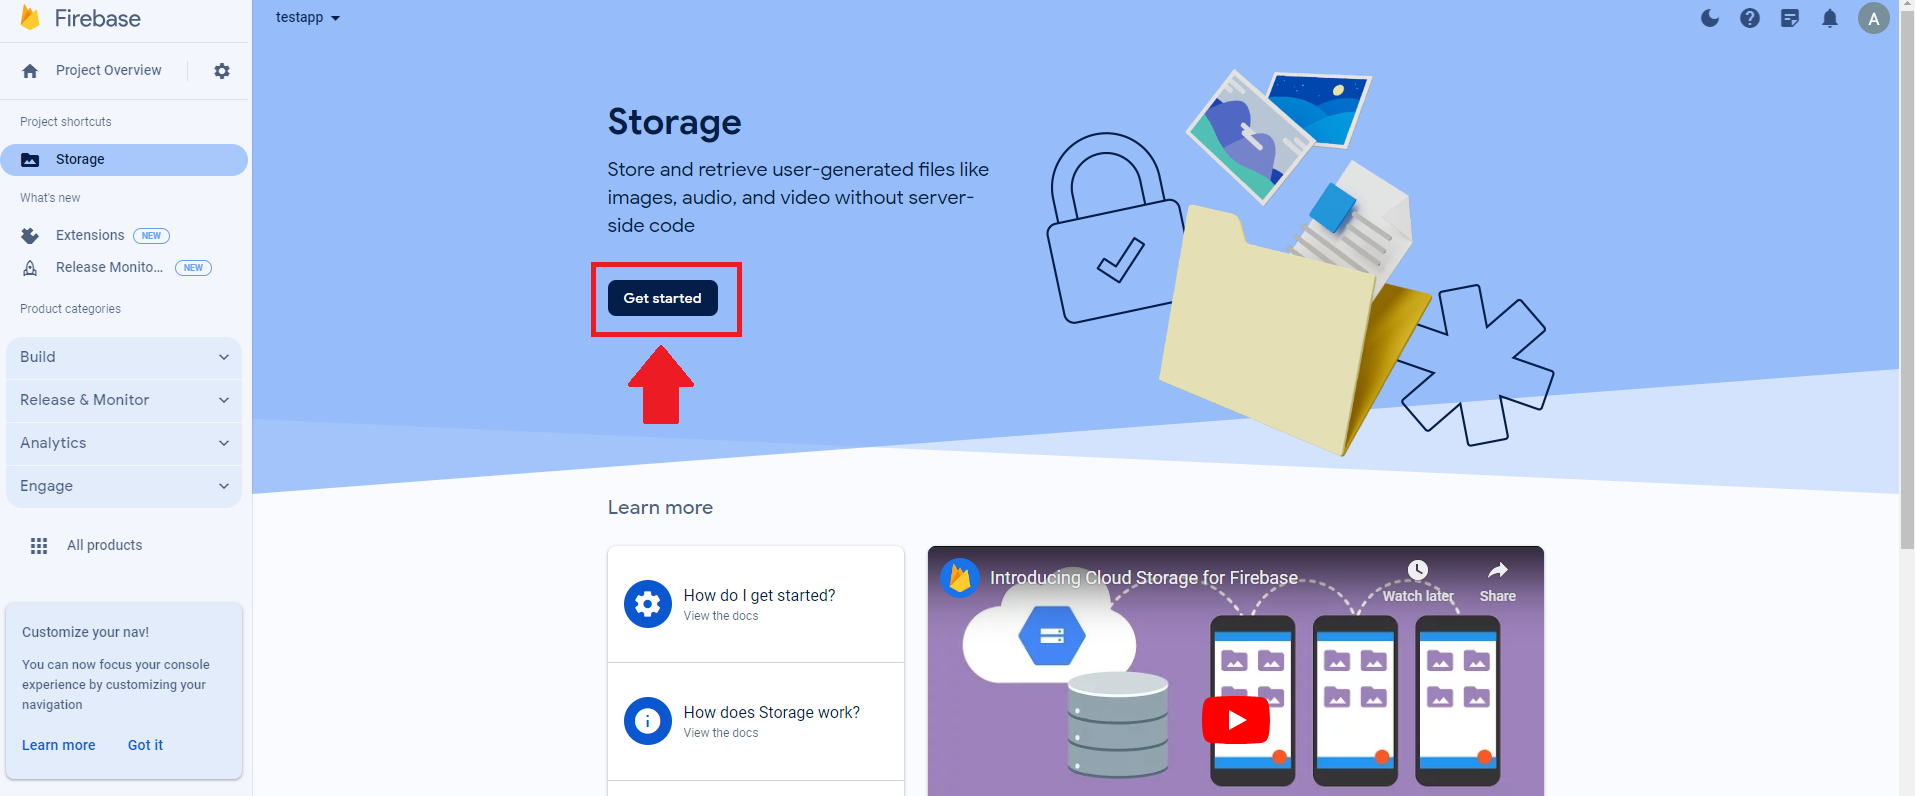 Firebase
testapp
A
Project Overview
Project shortcuts
Storage
What's new
Extensions NEW
Release Monito... NEW
Product categories
Build
Release & Monitor
Analytics
Engage
All products
Customize your nav!
You can now focus your console
experience by customizing your
navigation
Learn more Got it
Storage
Store and retrieve user-generated files like
images, audio, and video without server-
side code
Get started
Learn more
How do I get started?
View the docs
How does Storage work?
View the docs
Introducing Cloud Storage for Firebase
Watch later
Share